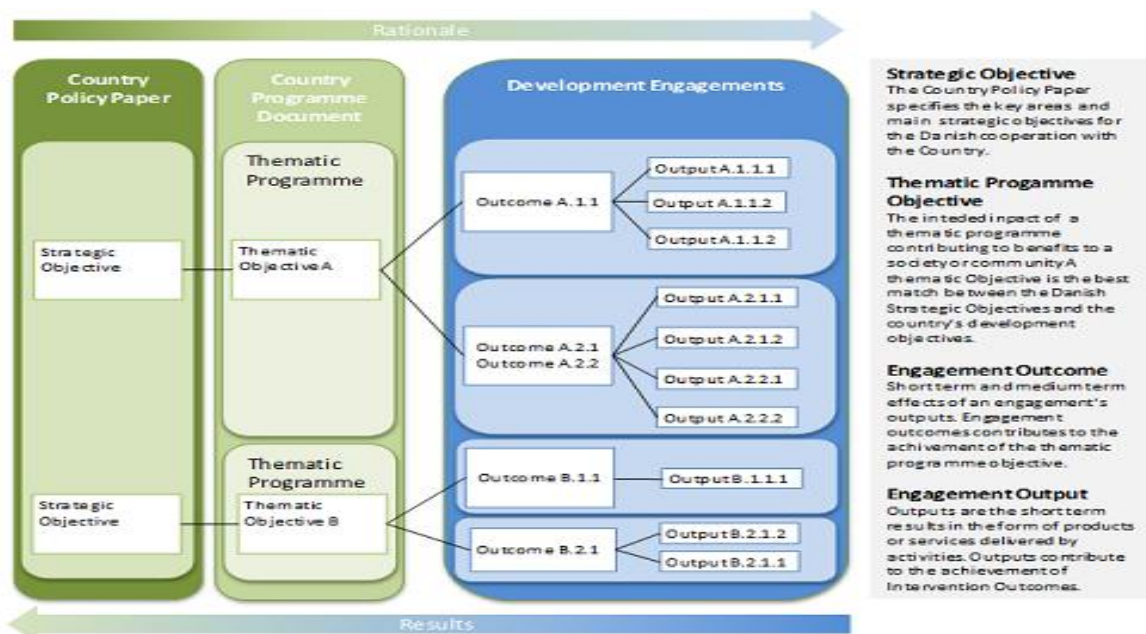 Rationale
Country
Policy Paper
Country
Programme
Document
Development Engagements
Thematic
Programme
Strategic
Objective
Thematic
Objective A
Outcome A.1.1
Output A.1.1.1
Output A.1.1.2
Output A.1.1.2
Outcome A.2.1
Outcome A.2.2
Output A.2.1.1
Output A.2.1.2
Output A.2.2.1
Output A.2.2.2
Thematic
Programme
Strategic
Objective
Thematic
Objective B
Outcome B.1.1
Output B.1.1.1
Outcome B.2.1
Output B.2.1.2
Output B.2.1.1
Results
Strategic Objective
The Country Policy Paper
specifies the key areas and
main strategic objectives for
the Danish cooperation with
the Country.
Thematic Progamme
Objective
The inteded inpact of a
thematic programme
contributing to benefits to a
society or community A
thematic Objective is the best
match between the Danish
Strategic Objectives and the
country's development
objectives.
Engagement Outcome
Short term and medium term
effects of an engagement's
outputs. Engagement
outcomes contributes to the
achivement of the thematic
programme objective.
Engagement Output
Outputs are the short term
results in the form of products
or services delivered by
activities. Outputs contribute
to the achievement of
Intervention Outcomes.